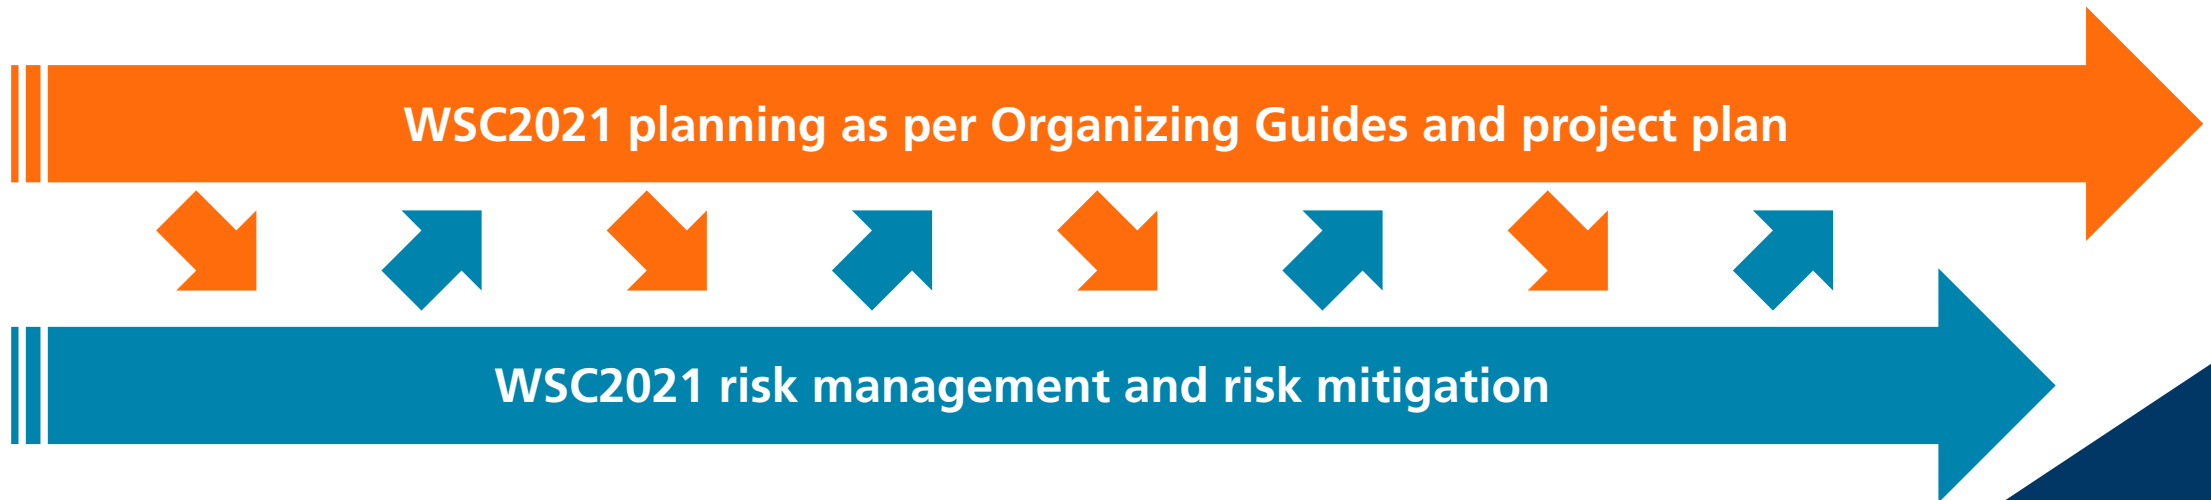 WSC2021 planning as per Organizing Guides and project plan
WSC2021 risk management and risk mitigation